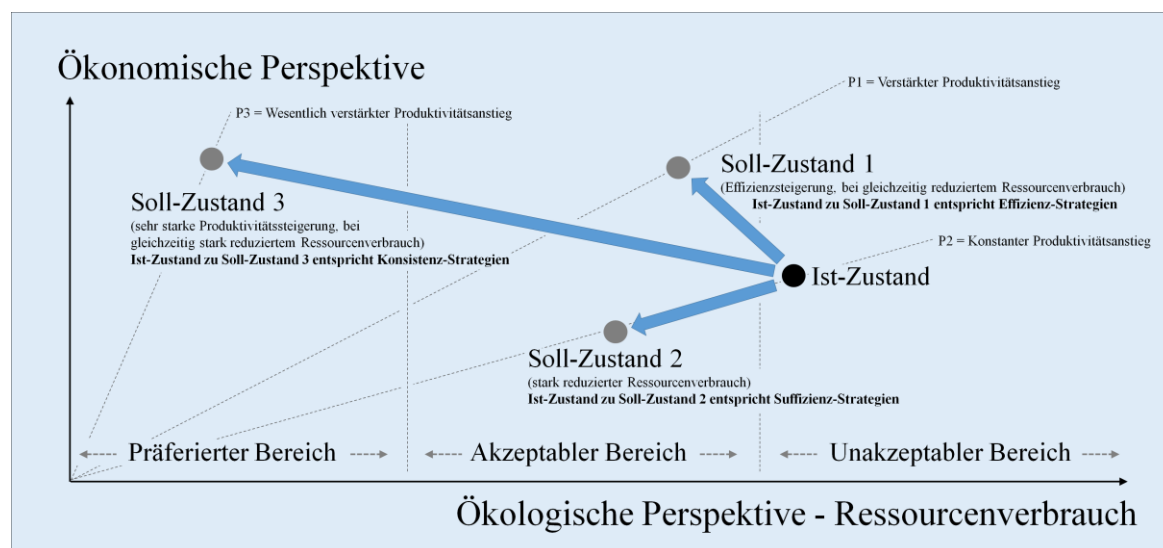 Ökonomische Perspektive
P1 = Verstärkter Produktivitätsanstieg
P3 = Wesentlich verstärkter Produktivitätsanstieg
Soll-Zustand 1
(Effizienzsteigerung, bei gleichzeitig reduziertem Ressourcenverbrauch)
Ist-Zustand zu Soll-Zustand 1 entspricht Effizienz-Strategien
Soll-Zustand 3
(sehr starke Produktivitätssteigerung, bei
gleichzeitig stark reduziertem Ressourcenverbrauch)
Ist-Zustand zu Soll-Zustand 3 entspricht Konsistenz-Strategien
P2 = Konstanter Produktivitätsanstieg
Ist-Zustand
Soll-Zustand 2
(stark reduzierter Ressourcenverbrauch)
Ist-Zustand zu Soll-Zustand 2 entspricht Suffizienz-Strategien
Präferierter Bereich
Akzeptabler Bereich
Unakzeptabler Bereich
Ökologische Perspektive - Ressourcenverbrauch